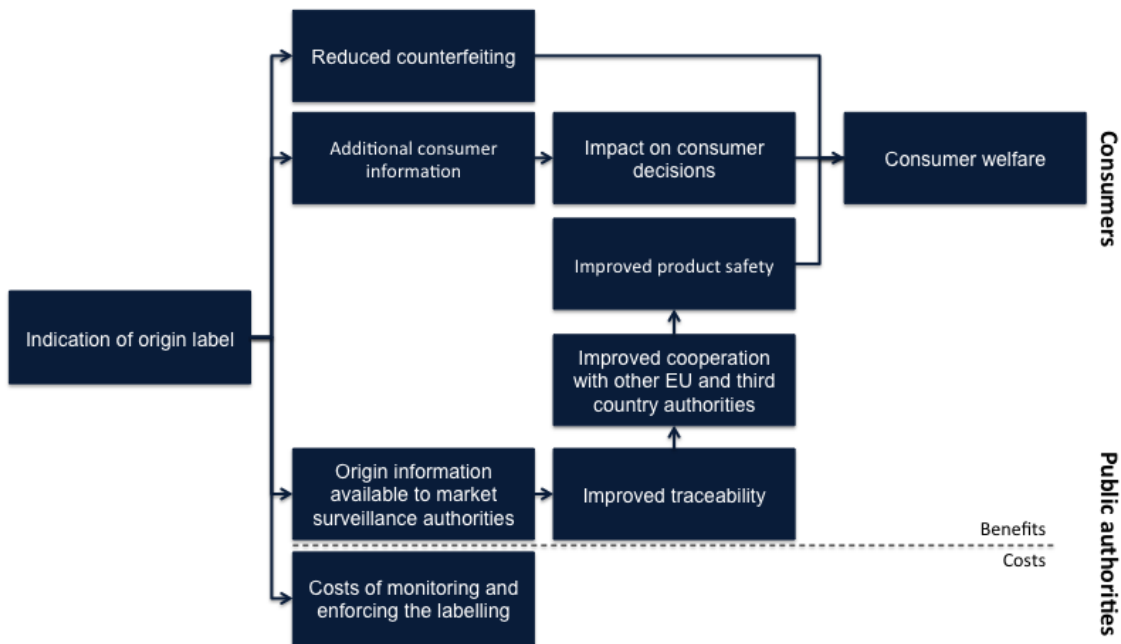 Reduced counterfeiting
Additional consumer
information
Impact on consumer
decisions
Consumer welfare
Consumers
Improved product safety
Indication of origin label
Improved cooperation
with other EU and third
country authorities
Origin information
available to market
surveillance authorities
Improved traceability
Public authorities
Benefits
Costs
Costs of monitoring and
enforcing the labelling